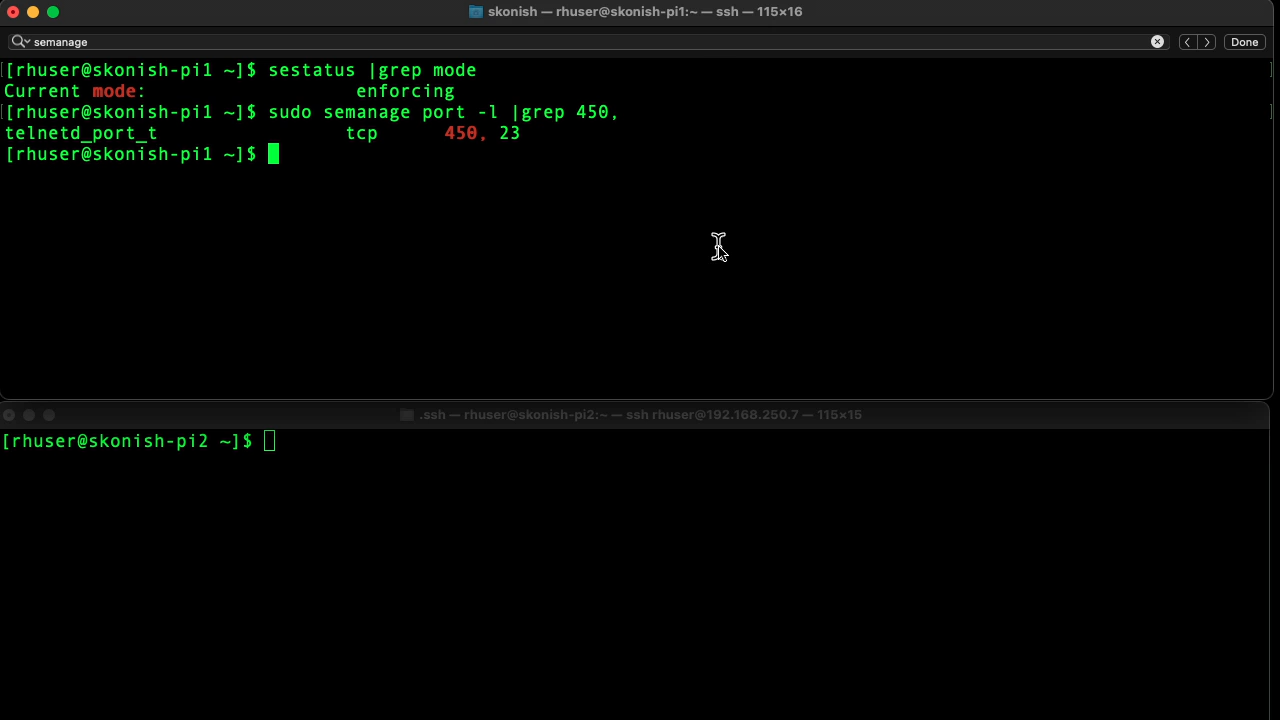 skonish — rhuser@skonish-pi1:~ — ssh — 115×16
semanage
Done
[rhuser@skonish-pi1 ~]$ sestatus |grep mode
Current mode:                   enforcing
[rhuser@skonish-pi1 ~]$ sudo semanage port -l |grep 450,
telnetd_port_t                 tcp      450, 23
[rhuser@skonish-pi1 ~]$
.ssh — rhuser@skonish-pi2:~ — ssh rhuser@192.168.250.7 — 115×15
[rhuser@skonish-pi2 ~]$